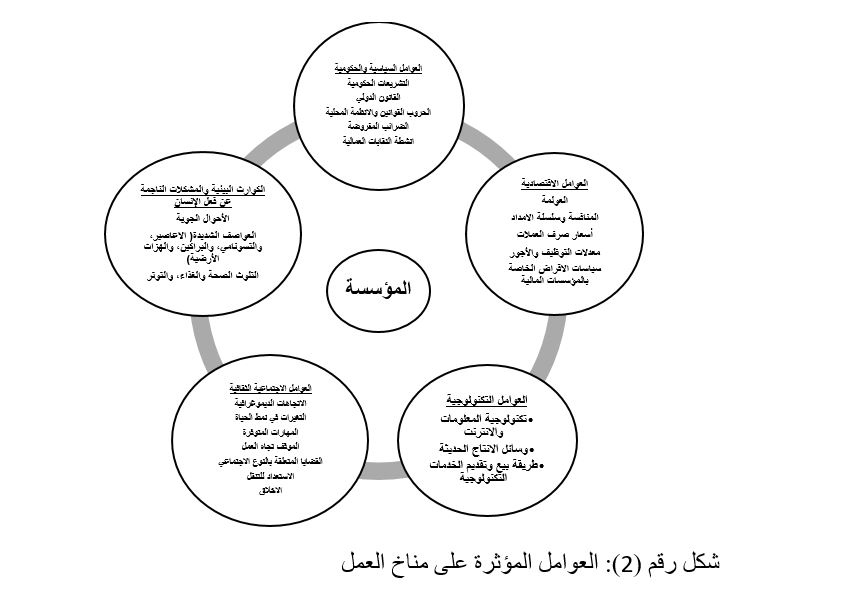 العوامل السياسية والحكومية
التشريعات الحكومية
القانون الدولي
الحروب القوانين والانظمة المحلية
الضرائب المفروضة
انشطة النقابات العمالية
العوامل الاقتصادية
العولمة
المنافسة وسلسلة الامداد
أسعار صرف العملات
معدلات التوظيف والأجور
سياسات الاقراض الخاصة
بالمؤسسات المالية
الكوارث البيئية والمشكلات الناجمة
عن فعل الإنسان
الأحوال الجوية
العواصف الشديدة( الاعاصير،
والتسونامي، والبراكين، والهزات
الأرضية)
التلوث الصحة والغذاء، والتوتر
المؤسسة
العوامل التكنولوجية
•تكنولوجية المعلومات
والانترنت
•وسائل الانتاج الحديثة
•طريقة بيع وتقديم الخدمات
التكنولوجية
العوامل الاجتماعية الثقافية
الاتجاهات الديموغرافية
التغيرات في نمط الحياة
المهارات المتوفرة
الموقف تجاه العمل
القضايا المتعلقة بالنوع الاجتماعي
الاستعداد للتنقل
الاخلاق
شكل رقم (2): العوامل المؤثرة على مناخ العمل